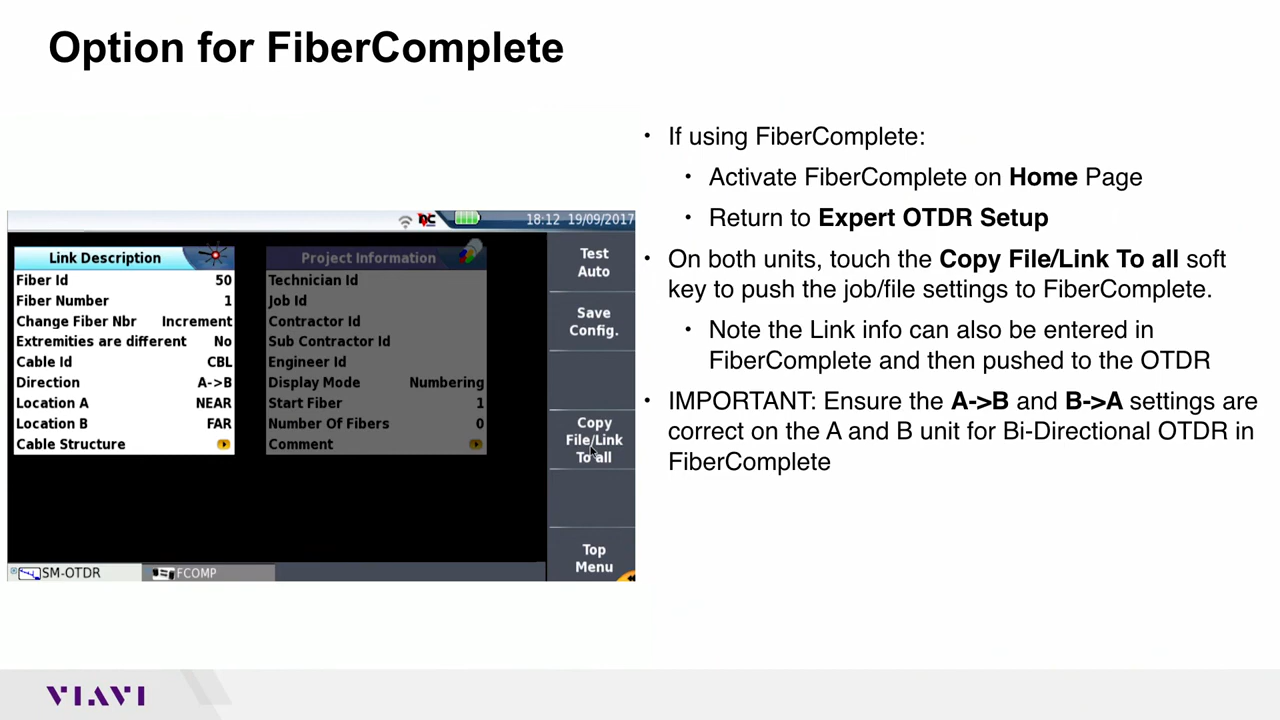 Option for FiberComplete
18:12 19/09/2017
Link Description
Fiber Id 50
Fiber Number 1
Change Fiber Nbr Increment
Extremities are different No
Cable Id CBL
Direction A->B
Location A NEAR
Location B FAR
Cable Structure
Project Information
Technician Id
Job Id
Contractor Id
Sub Contractor Id
Engineer Id
Display Mode Numbering
Start Fiber 1
Number Of Fibers 0
Comment
Test
Auto
Save
Config.
Copy
File/Link
To all
Top
Menu
SM-OTDR
FCOMP
• If using FiberComplete:
• Activate FiberComplete on Home Page
• Return to Expert OTDR Setup
• On both units, touch the Copy File/Link To all soft
key to push the job/file settings to FiberComplete.
• Note the Link info can also be entered in
FiberComplete and then pushed to the OTDR
• IMPORTANT: Ensure the A->B and B->A settings are
correct on the A and B unit for Bi-Directional OTDR in
FiberComplete
VIAVI